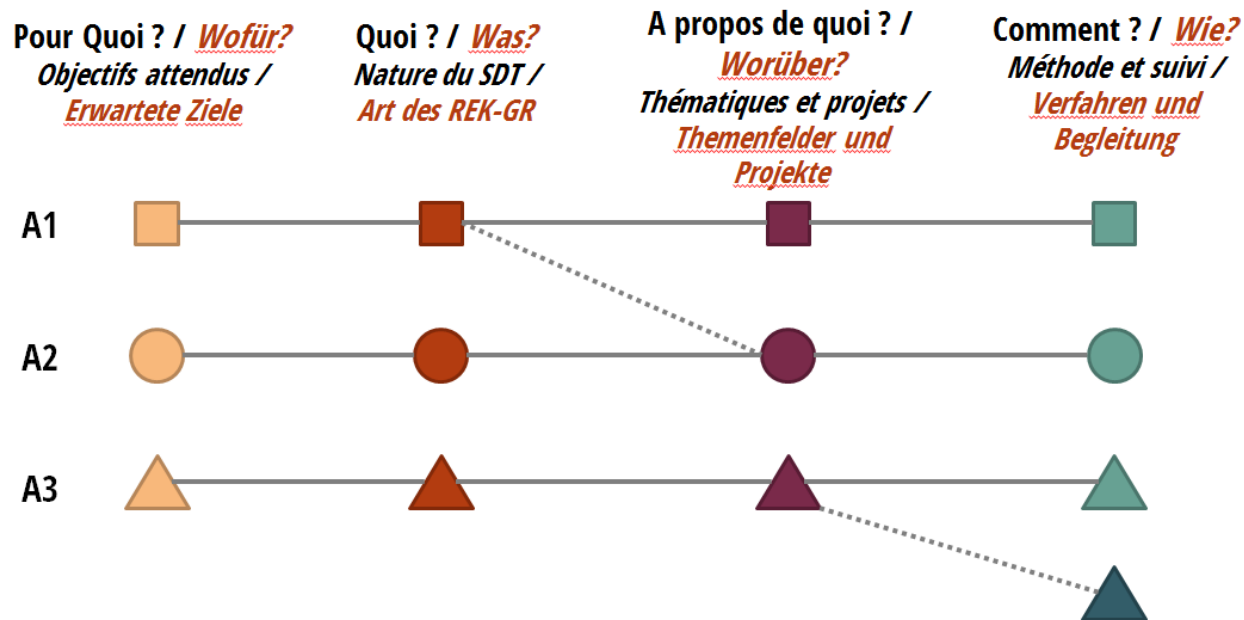 Pour Quoi ? / Wofür?
Objectifs attendus /
Erwartete Ziele
Quoi ? / Was?
Nature du SDT /
Art des REK-GR
A propos de quoi ? /
Worüber?
Thématiques et projets /
Themenfelder und
Projekte
Comment ? / Wie?
Méthode et suivi /
Verfahren und
Begleitung
A1
A2
A3